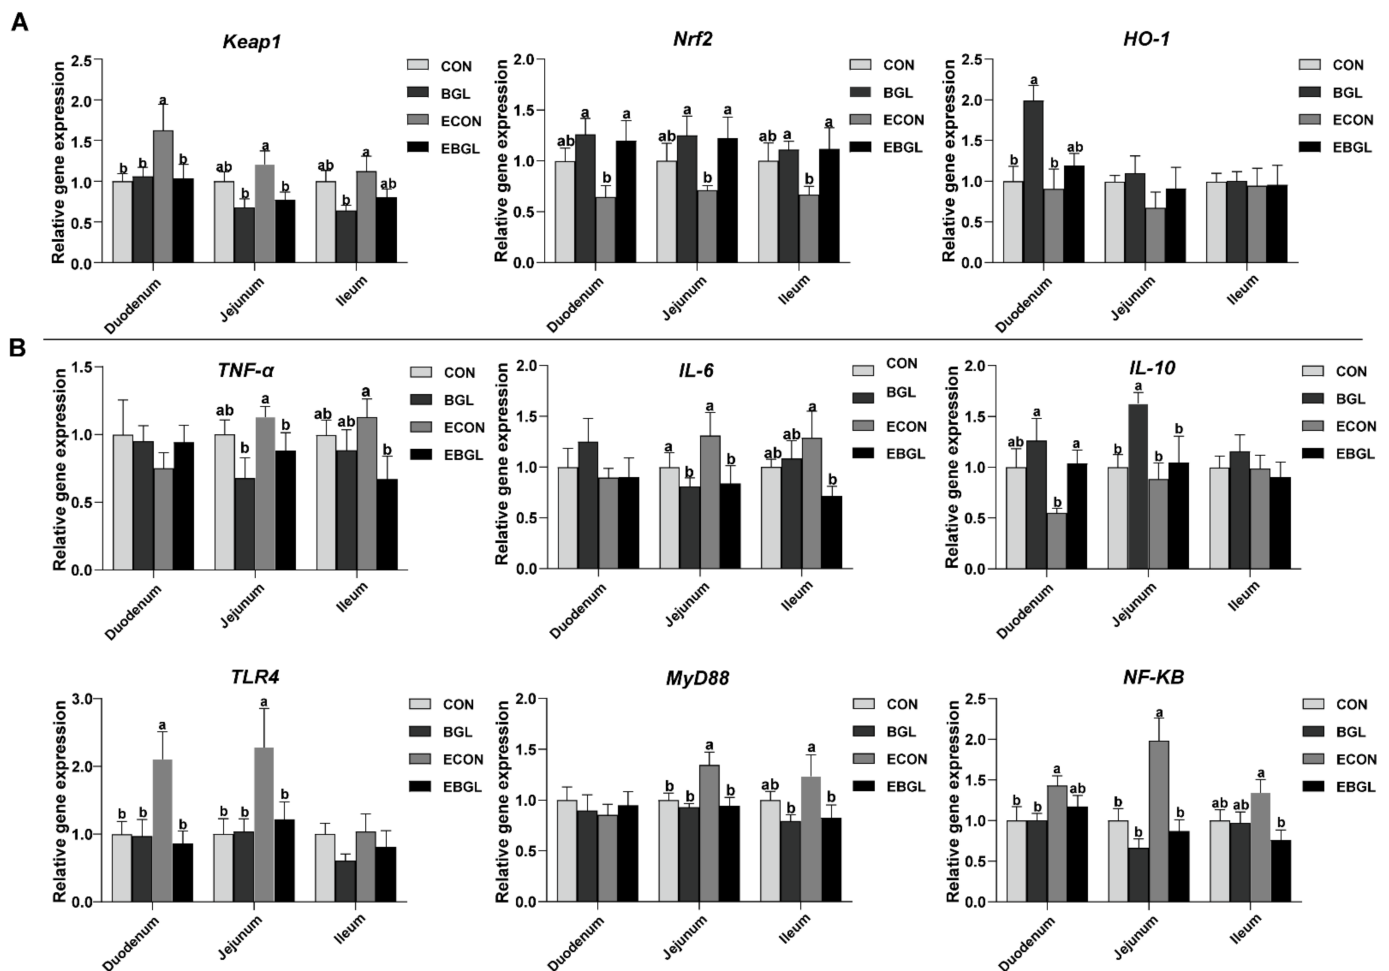 A
Keap1
Relative gene expression
2.5
2.0
1.5
1.0
0.5
0.0
b b a b
ab b a b
ab b a ab
Duodenum
Jejunum
Ileum
CON
BGL
ECON
EBGL
Nrf2
Relative gene expression
2.0
1.5
1.0
0.5
0.0
ab a b a
ab a b a
ab a b a
Duodenum
Jejunum
Ileum
CON
BGL
ECON
EBGL
HO-1
Relative gene expression
2.5
2.0
1.5
1.0
0.5
0.0
b a b ab
Duodenum
Jejunum
Ileum
CON
BGL
ECON
EBGL
B
TNF-α
Relative gene expression
1.5
1.0
0.5
0.0
ab b a b
ab ab a b
Duodenum
Jejunum
Ileum
CON
BGL
ECON
EBGL
IL-6
Relative gene expression
2.0
1.5
1.0
0.5
0.0
a b a b
ab ab a b
Duodenum
Jejunum
Ileum
CON
BGL
ECON
EBGL
IL-10
Relative gene expression
2.0
1.5
1.0
0.5
0.0
ab a b a
b a b b
Duodenum
Jejunum
Ileum
CON
BGL
ECON
EBGL
TLR4
Relative gene expression
3.0
2.0
1.0
0.0
b b a b
b b a b
Duodenum
Jejunum
Ileum
CON
BGL
ECON
EBGL
MyD88
Relative gene expression
2.0
1.5
1.0
0.5
0.0
b b a b
ab b a b
Duodenum
Jejunum
Ileum
CON
BGL
ECON
EBGL
NF-KB
Relative gene expression
2.5
2.0
1.5
1.0
0.5
0.0
b b a ab
b b a b
ab ab a b
Duodenum
Jejunum
Ileum
CON
BGL
ECON
EBGL